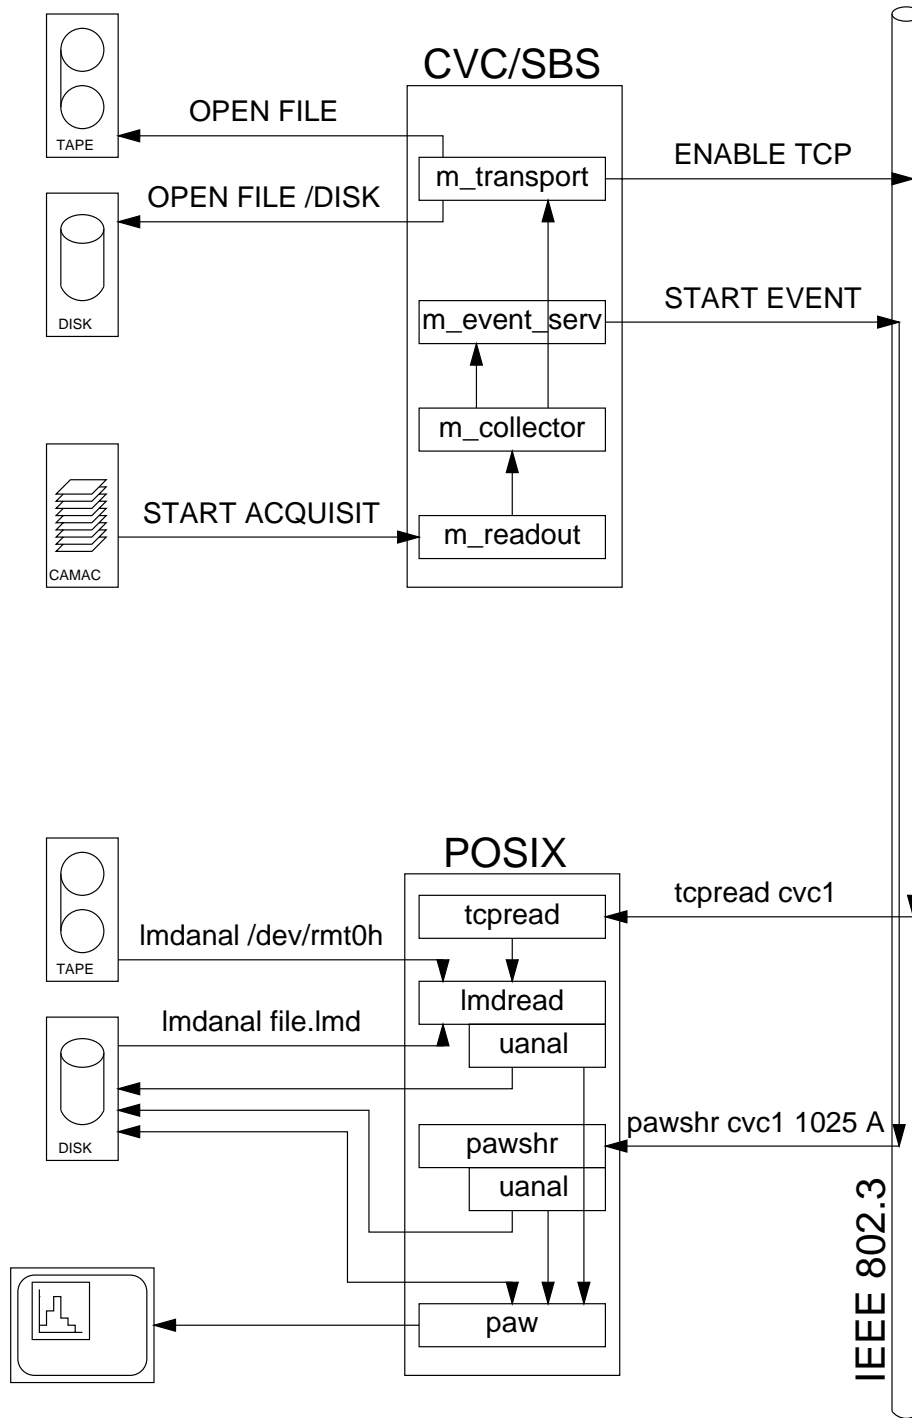 CVC/SBS
OPEN FILE
TAPE
ENABLE TCP
m_transport
OPEN FILE /DISK
START EVENT
m_event_serv
DISK
m_collector
START ACQUISIT
m_readout
CAMAC
POSIX
tcpread cvc1
tcpread
lmdanal /dev/rmt0h
TAPE
lmdread
lmdanal file.lmd
uanal
pawshr cvc1 1025 A
pawshr
DISK
uanal
IEEE 802.3
paw